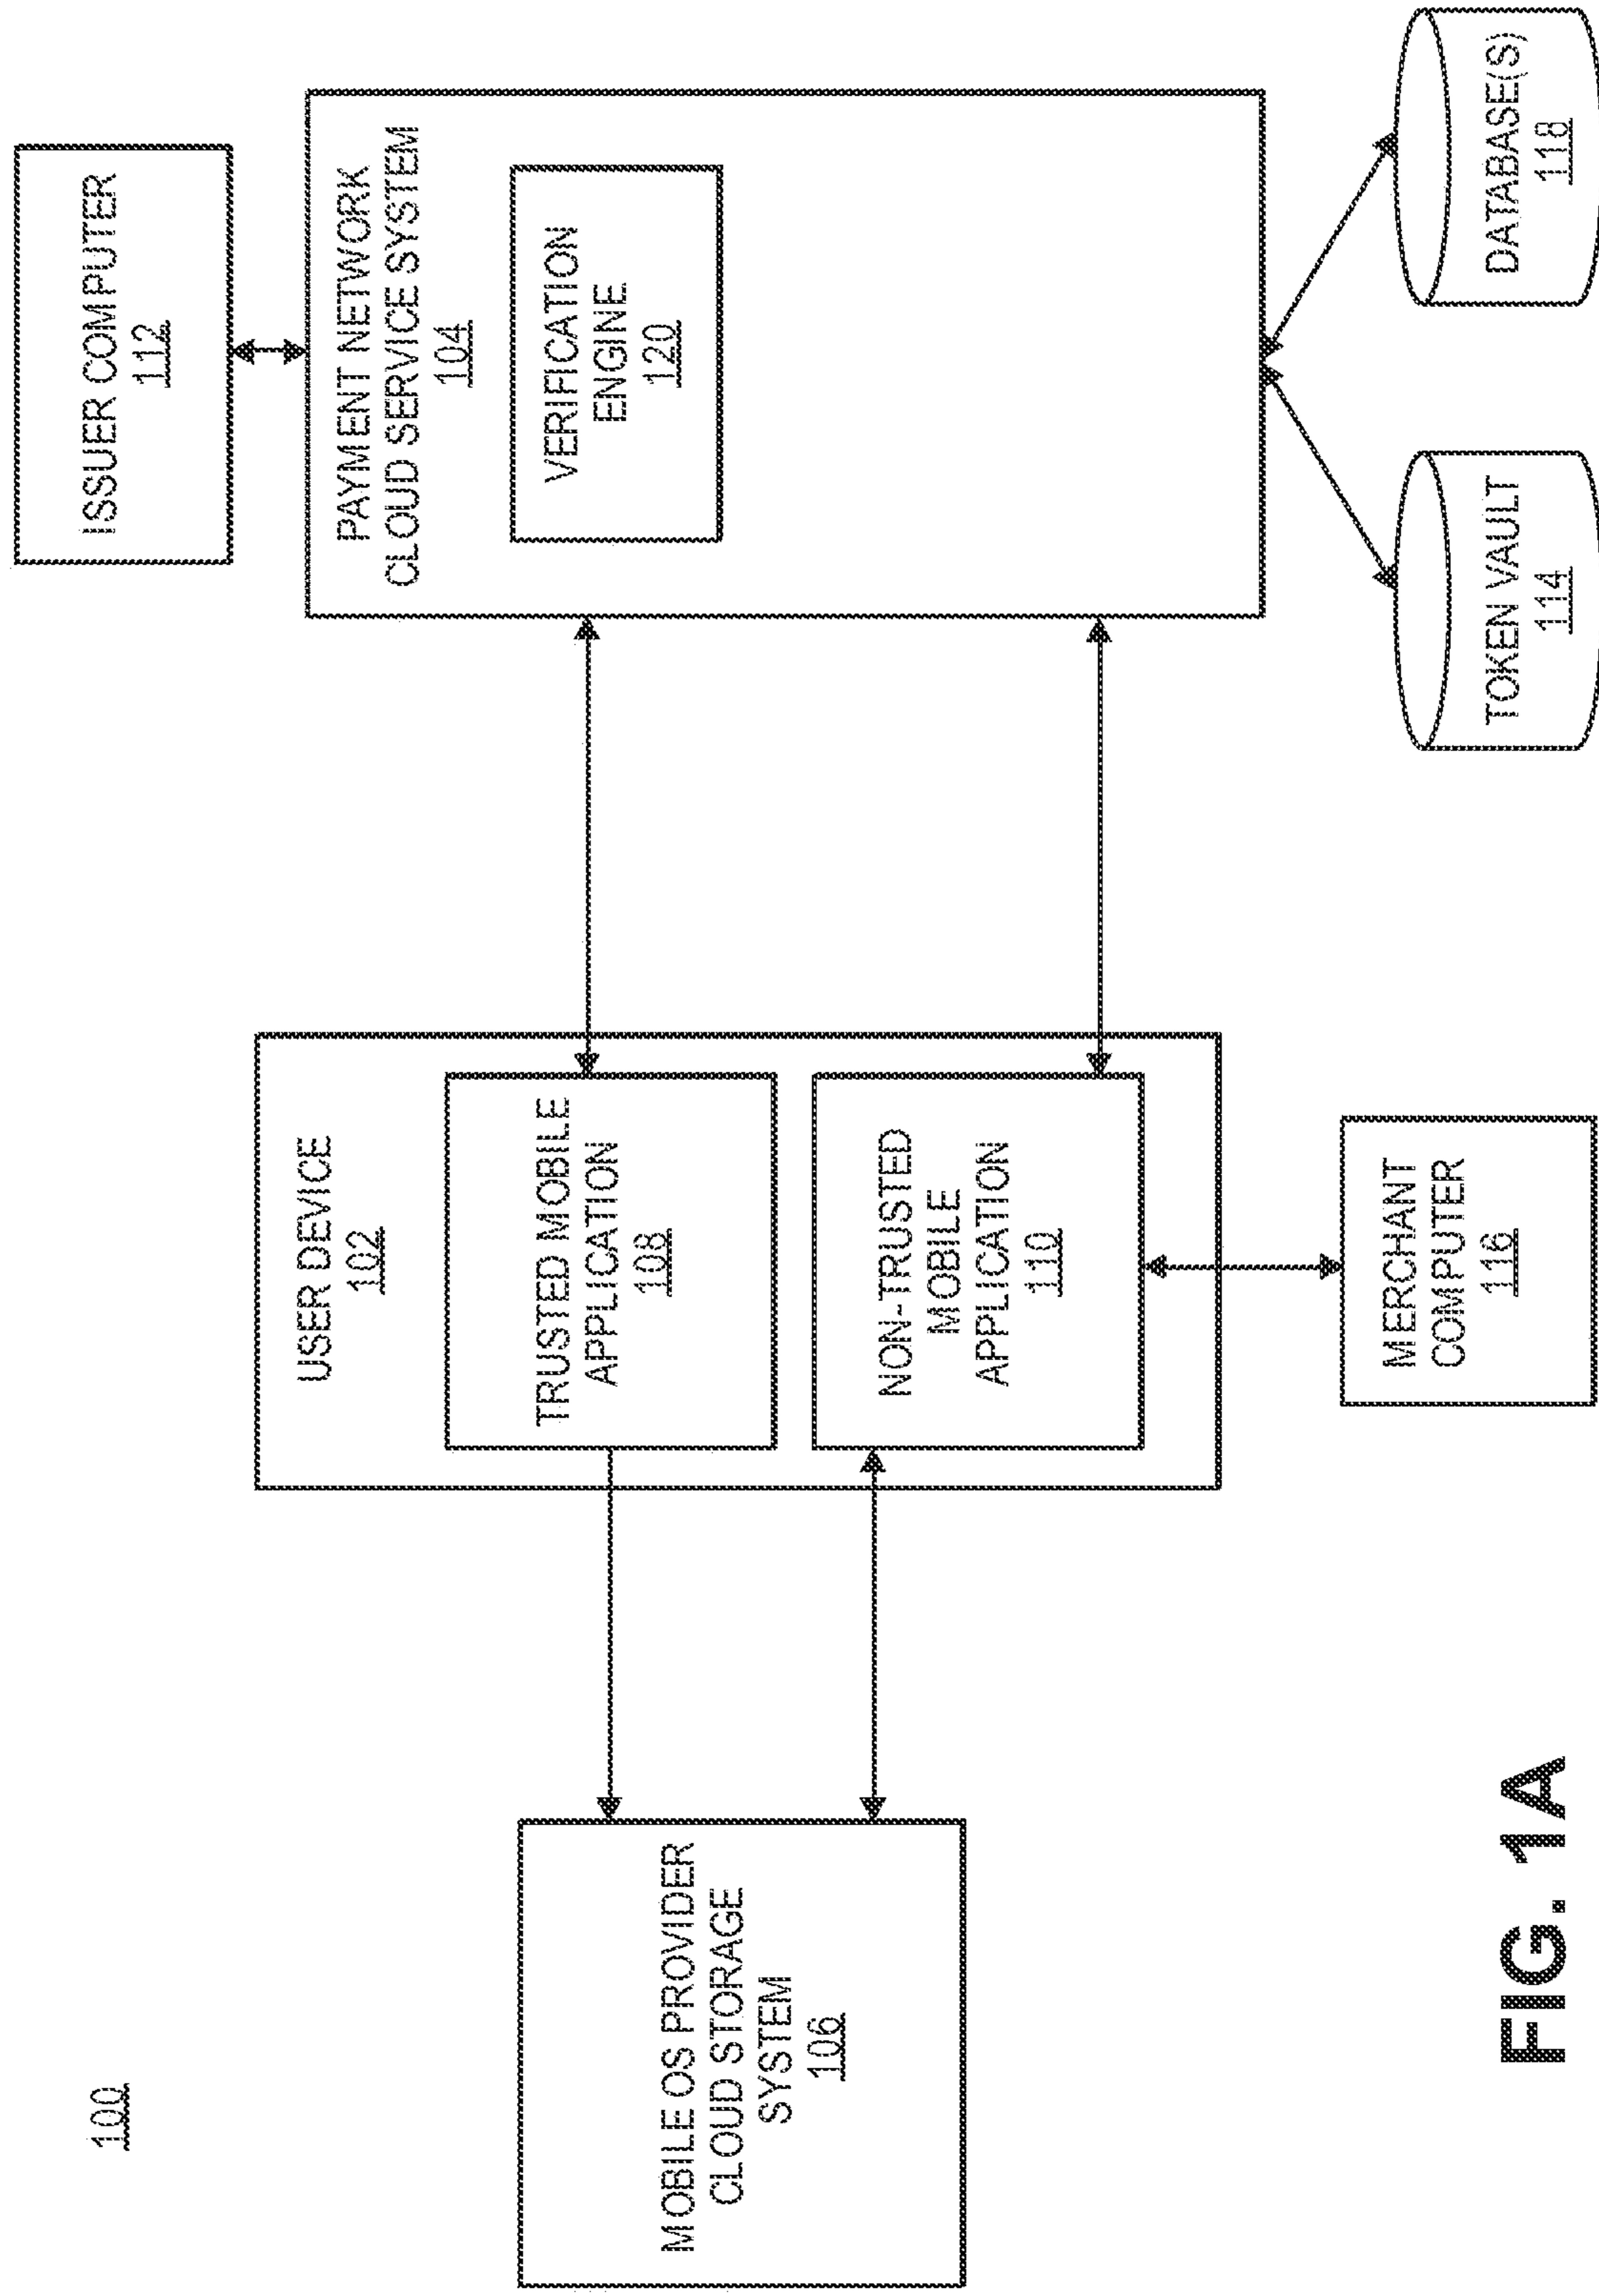 100
MOBILE OS PROVIDER
CLOUD STORAGE
SYSTEM
106
USER DEVICE
102
TRUSTED MOBILE
APPLICATION
108
NON-TRUSTED
MOBILE
APPLICATION
110
MERCHANT
COMPUTER
116
ISSUER COMPUTER
112
PAYMENT NETWORK
CLOUD SERVICE SYSTEM
104
VERIFICATION
ENGINE
120
TOKEN VAULT
114
DATABASE(S)
118
FIG. 1A